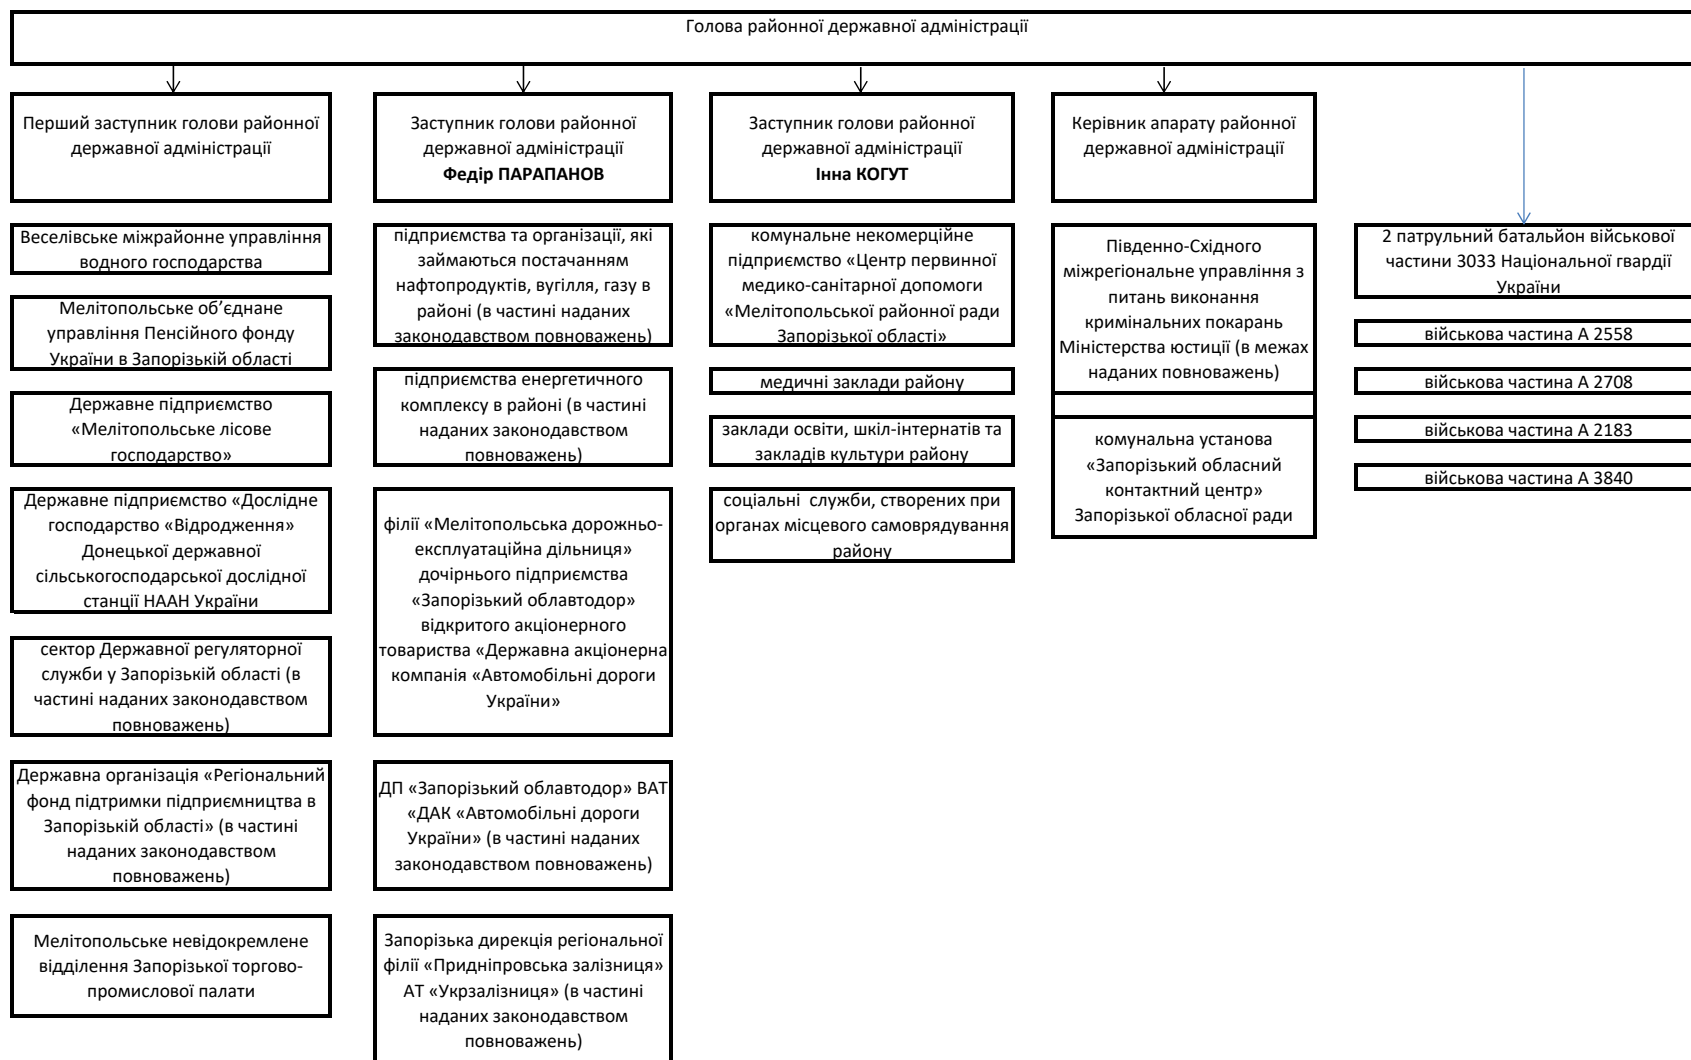 Голова районної державної адміністрації
Перший заступник голови районної
державної адміністрації
Заступник голови районної
державної адміністрації
Федір ПАРАПАНОВ
Заступник голови районної
державної адміністрації
Інна КОГУТ
Керівник апарату районної
державної адміністрації
Веселівське міжрайонне управління
водного господарства
Мелітопольське об’єднане
управління Пенсійного фонду
України в Запорізькій області
Державне підприємство
«Мелітопольське лісове
господарство»
Державне підприємство «Дослідне
господарство «Відродження»
Донецької державної
сільськогосподарської дослідної
станції НААН України
сектор Державної регуляторної
служби у Запорізькій області (в
частині наданих законодавством
повноважень)
Державна організація «Регіональний
фонд підтримки підприємництва в
Запорізькій області» (в частині
наданих законодавством
повноважень)
Мелітопольське невідокремлене
відділення Запорізької торгово-
промислової палати
підприємства та організації, які
займаються постачанням
нафтопродуктів, вугілля, газу в
районі (в частині наданих
законодавством повноважень)
підприємства енергетичного
комплексу в районі (в частині
наданих законодавством
повноважень)
філії «Мелітопольська дорожньо-
експлуатаційна дільниця»
дочірнього підприємства
«Запорізький облавтодор»
відкритого акціонерного
товариства «Державна акціонерна
компанія «Автомобільні дороги
України»
ДП «Запорізький облавтодор» ВАТ
«ДАК «Автомобільні дороги
України» (в частині наданих
законодавством повноважень)
Запорізька дирекція регіональної
філії «Придніпровська залізниця»
АТ «Укрзалізниця» (в частині
наданих законодавством
повноважень)
комунальне некомерційне
підприємство «Центр первинної
медико-санітарної допомоги
«Мелітопольської районної ради
Запорізької області»
медичні заклади району
заклади освіти, шкіл-інтернатів та
закладів культури району
соціальні  служби, створених при
органах місцевого самоврядування
району
Південно-Східного
міжрегіональне управління з
питань виконання
кримінальних покарань
Міністерства юстиції (в межах
наданих повноважень)
комунальна установа
«Запорізький обласний
контактний центр»
Запорізької обласної ради
2 патрульний батальйон військової
частини 3033 Національної гвардії
України
військова частина А 2558
військова частина А 2708
військова частина А 2183
військова частина А 3840